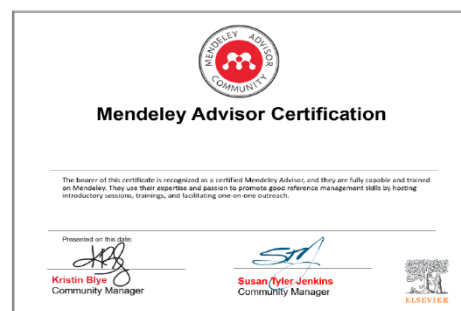 MENDELEY ADVISOR
COMMUNITY
Mendeley Advisor Certification
The bearer of this certificate is recognized as a certified Mendeley Advisor, and they are fully capable and trained
on Mendeley. They use their expertise and passion to promote good reference management skills by hosting
introductory sessions, trainings, and facilitating one-on-one outreach.
Presented on this date:
Kristin Blye
Community Manager
Susan Tyler Jenkins
Community Manager
ELSEVIER